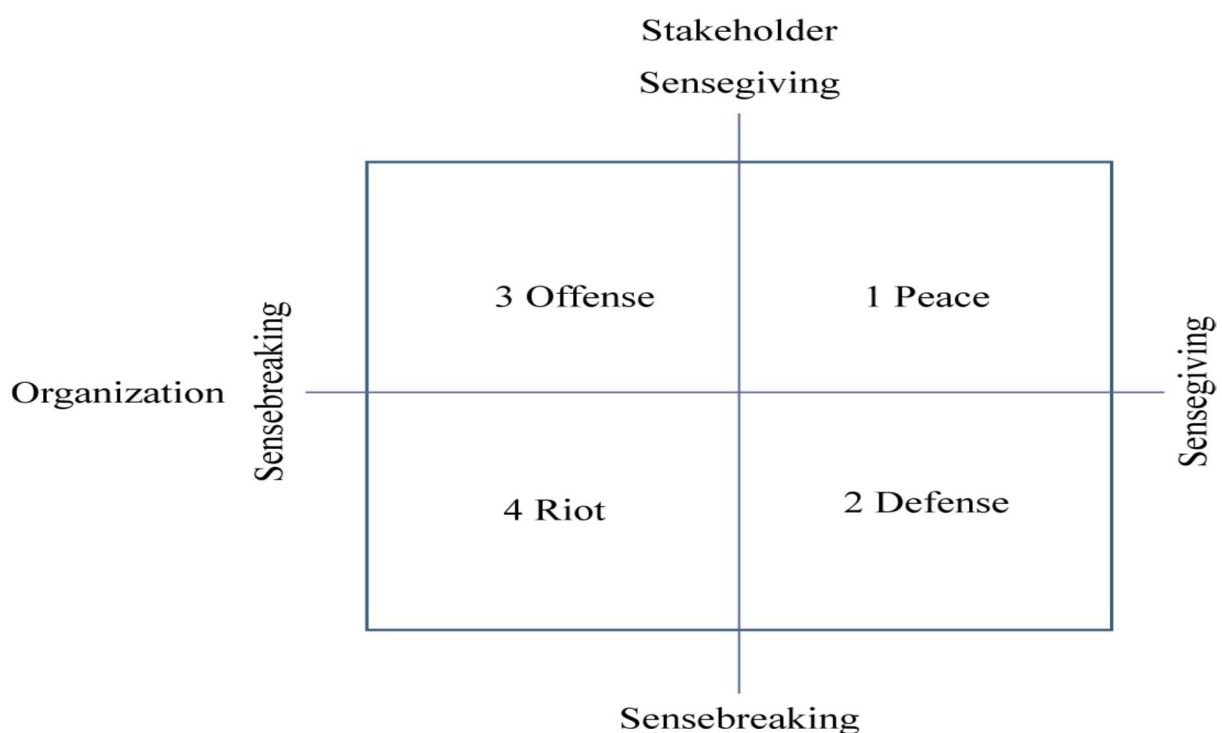 Stakeholder
Sensegiving
3 Offense
1 Peace
Organization
Sensebreaking
Sensegiving
4 Riot
2 Defense
Sensebreaking